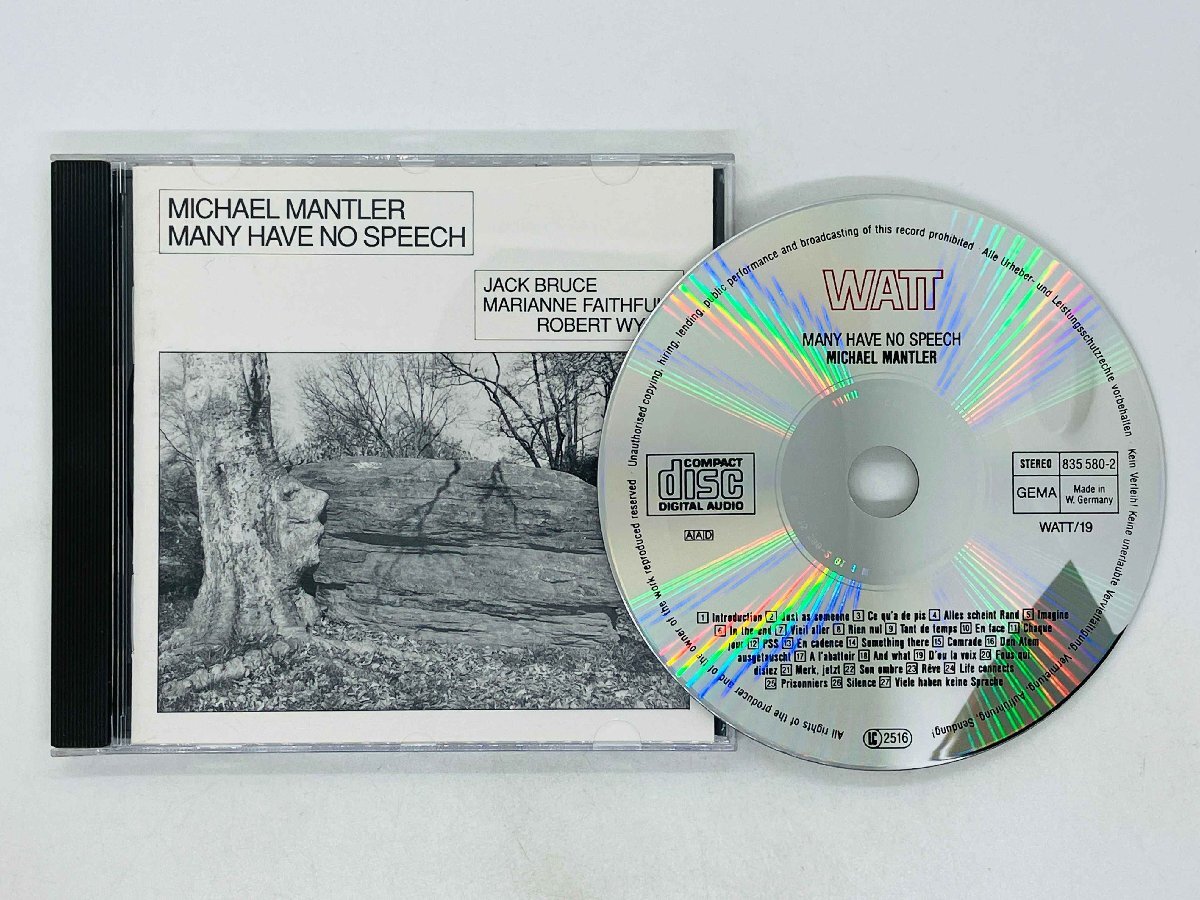 MICHAEL MANTLER
MANY HAVE NO SPEECH
JACK BRUCE
MARIANNE FAITHFUL
ROBERT WY
WATT
MANY HAVE NO SPEECH
MICHAEL MANTLER
COMPACT
disc
DIGITAL AUDIO
AAD
STEREO 835 580-2
GEMA Made in W. Germany
WATT/19
1 Introduction 2 Just as someone 3 Ce qu'a de pis 4 Alles scheint Rand 5 Imagine
6 In the end 7 Vieil aller 8 Rien nul 9 Tant de temps 10 En face 11 Chaque
jour 12 PSS 13 En cadence 14 Something there 15 Comrade 16 Den Atem
ausgetauscht 17 A l'abattoir 18 And what 19 D'ou la voix 20 Fous qui
disiez 21 Merk, jetzt 22 Son ombre 23 Rêve 24 Life connects
25 Prisonniers 26 Silence 27 Viele haben keine Sprache
LC 2516
All rights of the producer and of the owner of the work reproduced reserved Unauthorised copying, hiring, lending, public performance and broadcasting of this record prohibited Alle Urheber- und Leistungsschutzrechte vorbehalten Kein Verleih! Keine unerlaubte Vervielfältigung, Vermietung, Aufführung, Sendung!